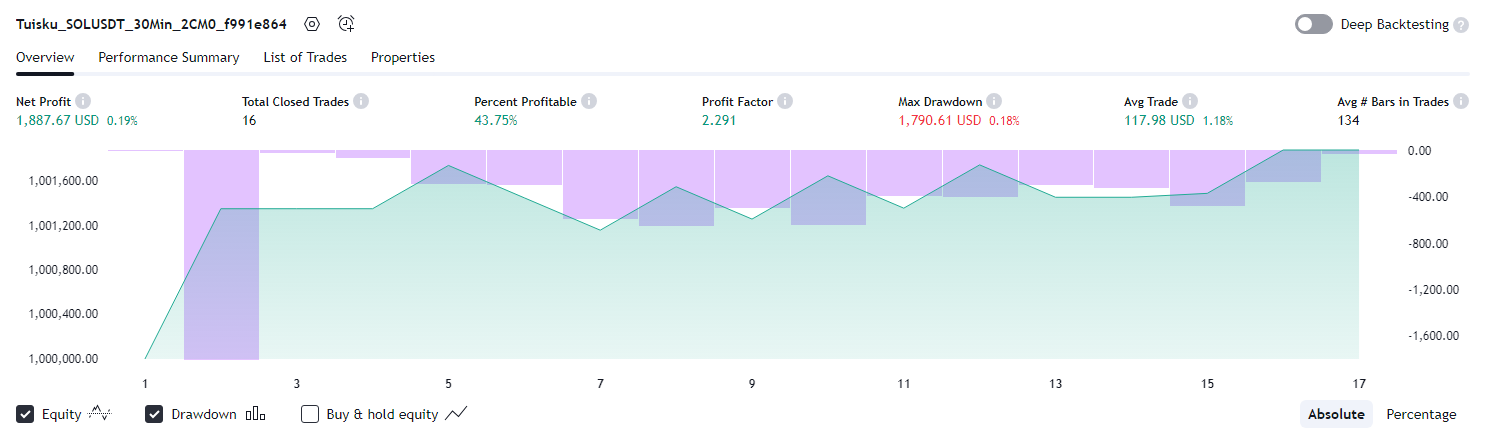 Tuisku_SOLUSDT_30Min_2CM0_f991e864
Deep Backtesting ?
Overview Performance Summary List of Trades Properties
Net Profit i Total Closed Trades i Percent Profitable i Profit Factor i Max Drawdown i Avg Trade i Avg # Bars in Trades i
1,887.67 USD 0.19% 16 43.75% 2.291 1,790.61 USD 0.18% 117.98 USD 1.18% 134
0.00
1,001,600.00
-400.00
1,001,200.00
-800.00
1,000,800.00
-1,200.00
1,000,400.00
-1,600.00
1,000,000.00
1 3 5 7 9 11 13 15 17
Equity Drawdown Buy & hold equity Absolute Percentage